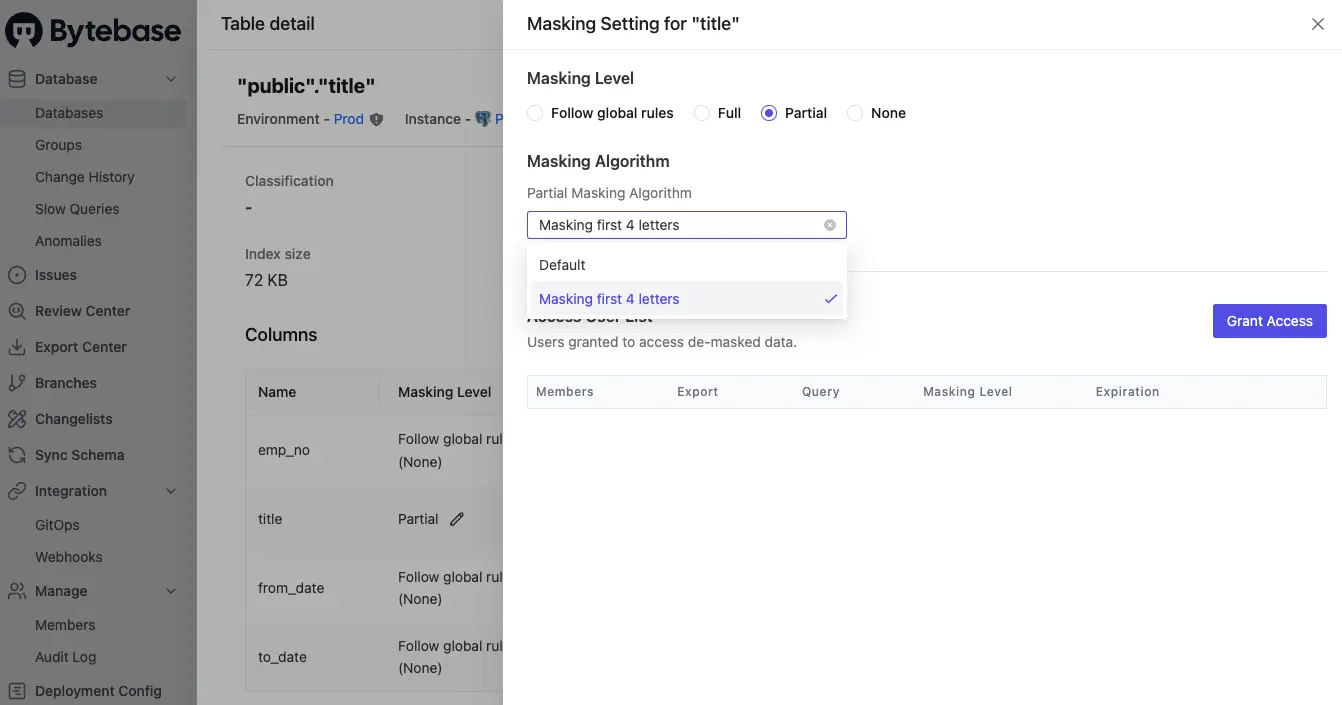 Bytebase
Database
Databases
Groups
Change History
Slow Queries
Anomalies
Issues
Review Center
Export Center
Branches
Changelists
Sync Schema
Integration
GitOps
Webhooks
Manage
Members
Audit Log
Deployment Config
Table detail
"public"."title"
Environment - Prod Instance - P
Classification
-
Index size
72 KB
Columns
Name Masking Level
emp_no Follow global rul
(None)
title Partial
from_date Follow global rul
(None)
to_date Follow global rul
(None)
Masking Setting for "title"
Masking Level
Follow global rules Full Partial None
Masking Algorithm
Partial Masking Algorithm
Masking first 4 letters
Default
Masking first 4 letters
Access User List
Grant Access
Users granted to access de-masked data.
Members Export Query Masking Level Expiration